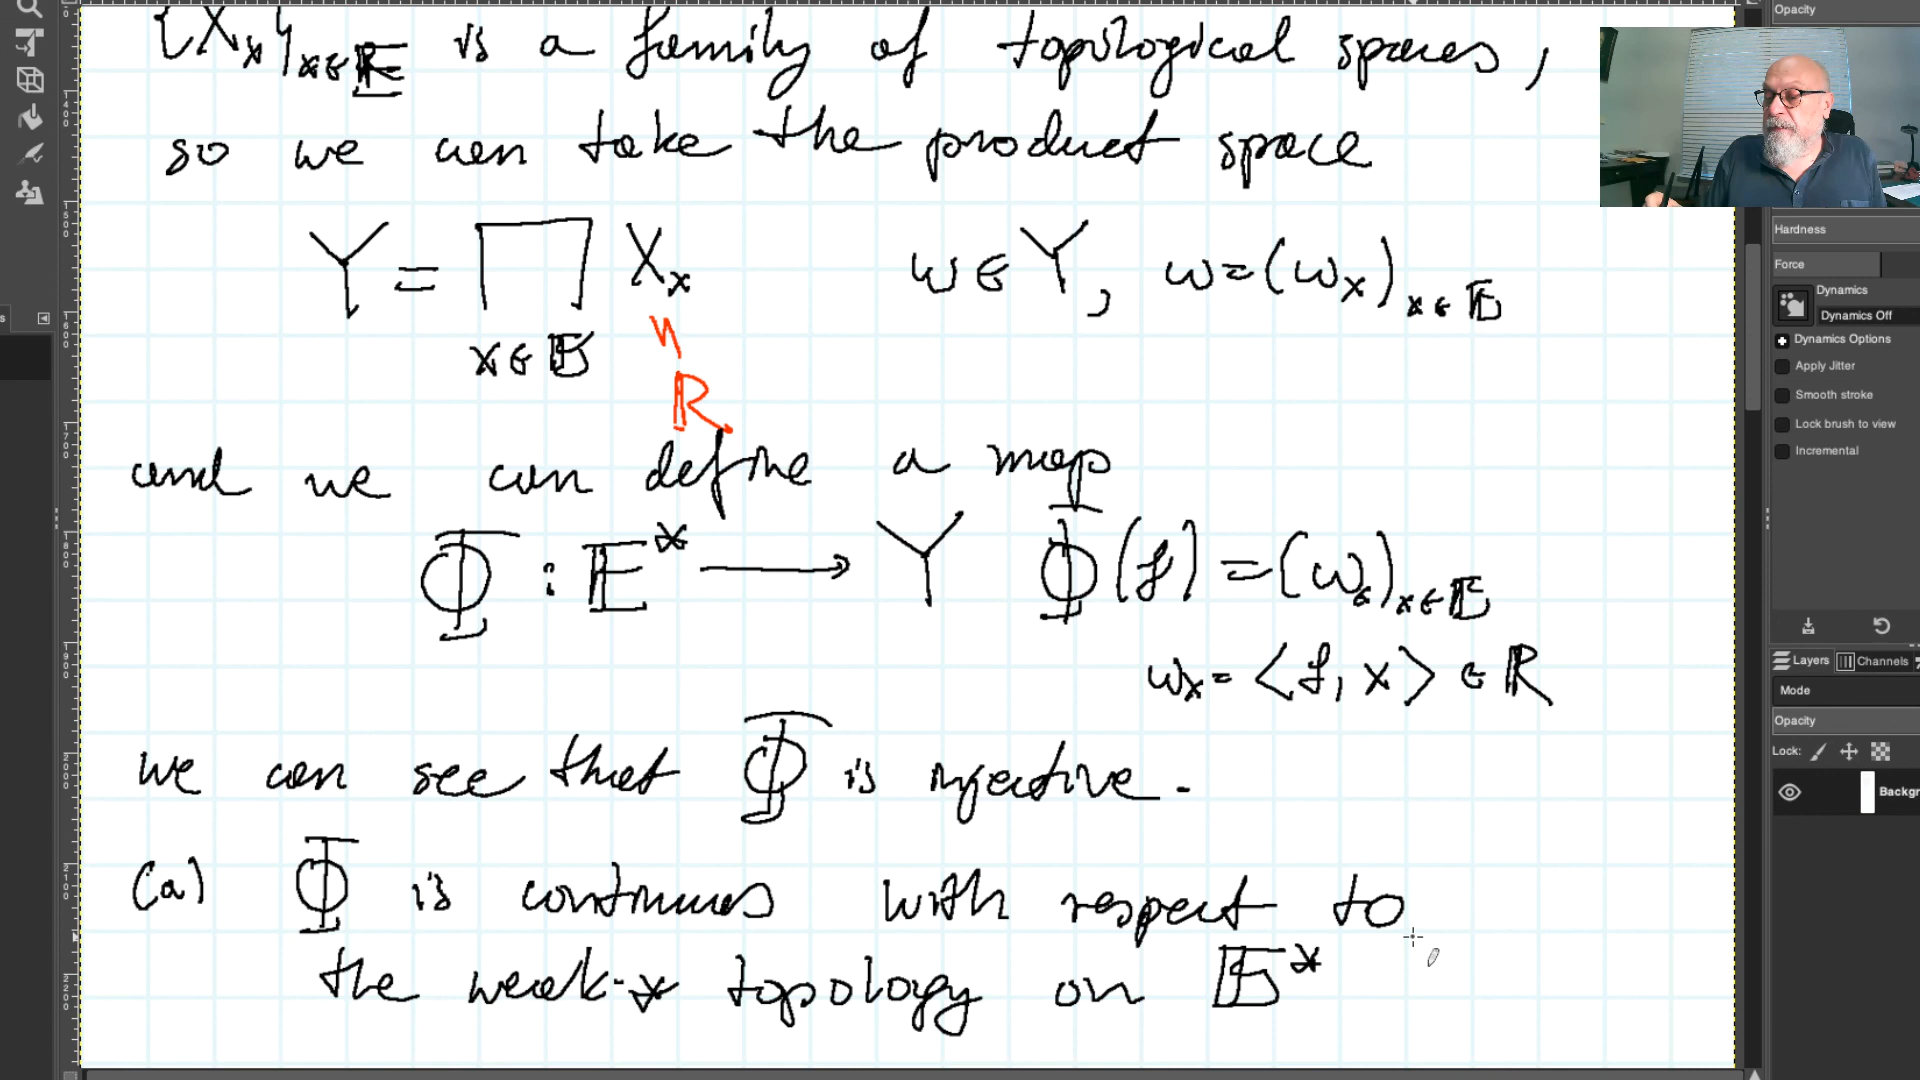 {X_x}_{x∈𝔼} is a family of topological spaces,
so we can take the product space
Y = ∏_{x∈𝔼} X_x   w∈Y, w=(w_x)_{x∈𝔼}
ℝ
and we can define a map
Φ : 𝔼* ⟶ Y   Φ(f) = (w_x)_{x∈𝔼}
w_x = ⟨f, x⟩ ∈ ℝ
we can see that Φ is injective.
(a) Φ is continuous with respect to
the weak-* topology on 𝔼*
Opacity
Hardness
Force
Dynamics
Dynamics Off
Dynamics Options
Apply Jitter
Smooth stroke
Lock brush to view
Incremental
Layers Channels
Mode
Opacity
Lock:
Backgr